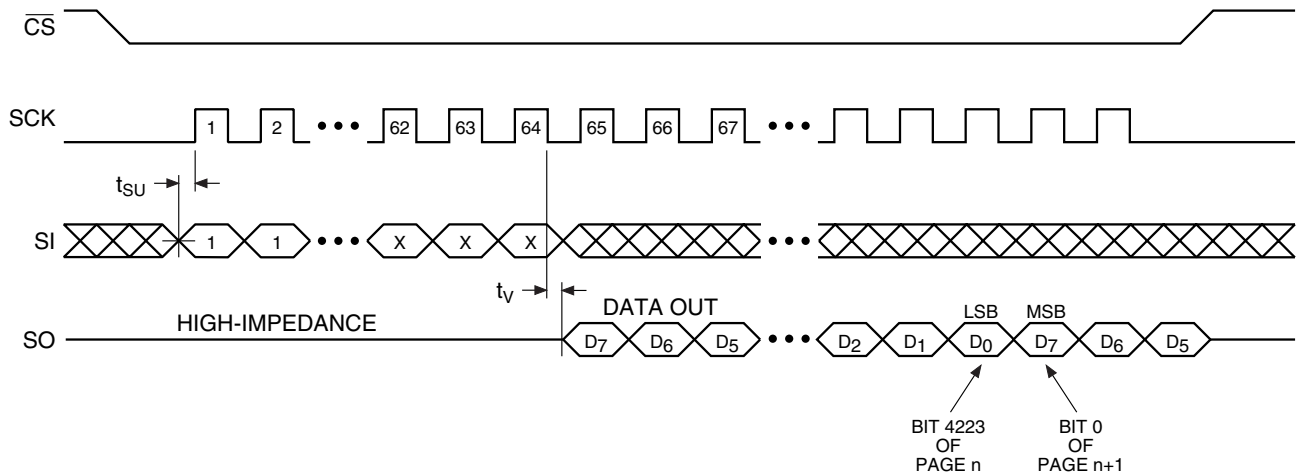 CS
SCK 1 2 ••• 62 63 64 65 66 67 •••
tSU
SI 1 1 ••• X X X •••
tV
SO HIGH-IMPEDANCE DATA OUT LSB MSB
D7 D6 D5 ••• D2 D1 D0 D7 D6 D5
BIT 4223 BIT 0
OF OF
PAGE n PAGE n+1